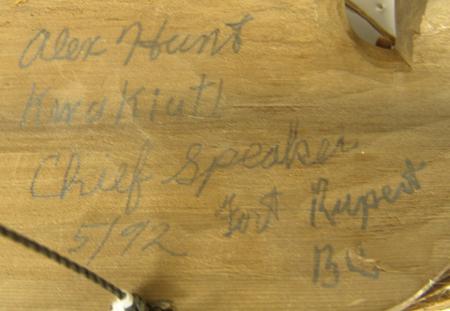 Alex Hunt
Kwakiutl
Chief Speaker
5/92 Fort Rupert
BC